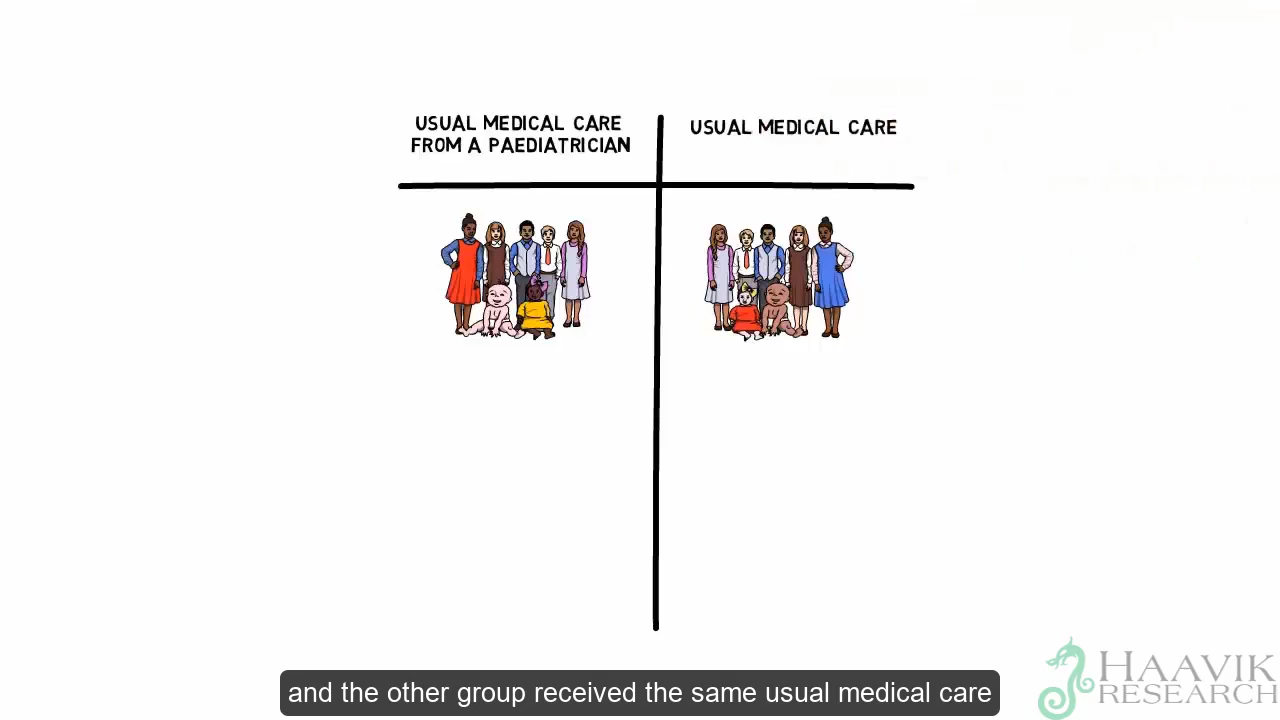 USUAL MEDICAL CARE
FROM A PAEDIATRICIAN
USUAL MEDICAL CARE
and the other group received the same usual medical care
HAAVIK
RESEARCH